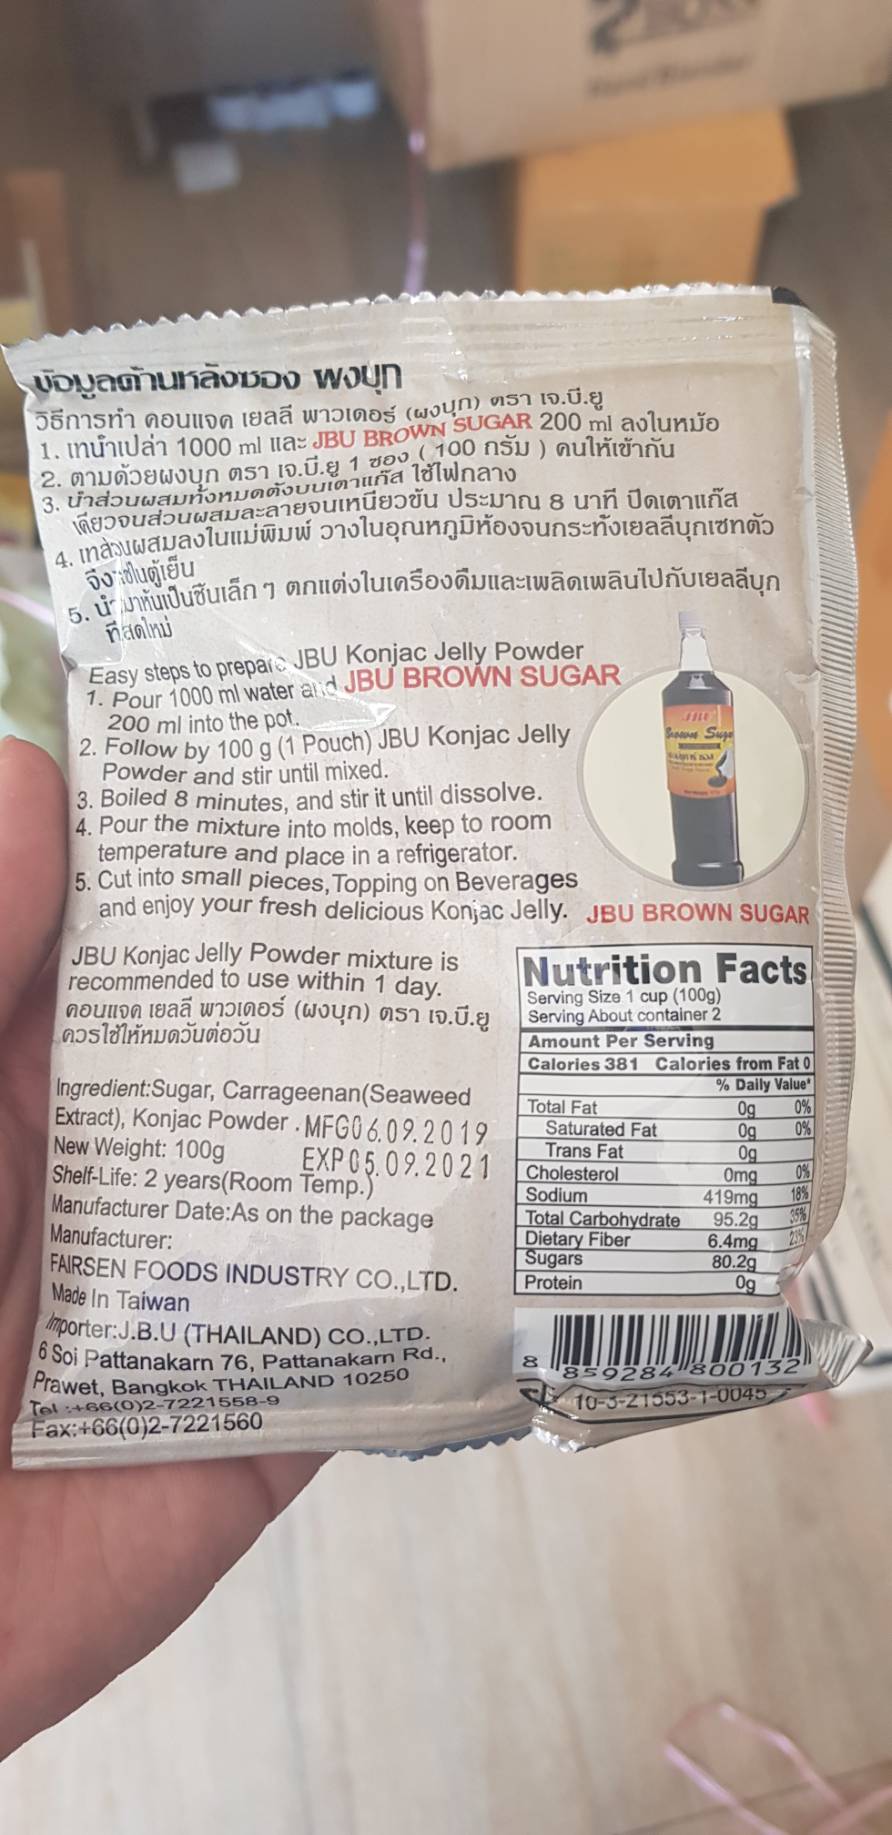 ข้อมูลด้านหลังซอง ผงบุก
วิธีการทำ คอนแจค เยลลี พาวเดอร์ (ผงบุก) ตรา เจ.บี.ยู
1. เทน้ำเปล่า 1000 ml และ JBU BROWN SUGAR 200 ml ลงในหม้อ
2. ตามด้วยผงบุก ตรา เจ.บี.ยู 1 ซอง ( 100 กรัม ) คนให้เข้ากัน
3. นำส่วนผสมทั้งหมดตั้งบนเตาแก๊ส ใช้ไฟกลาง
เคี่ยวจนส่วนผสมละลายจนเหนียวข้น ประมาณ 8 นาที ปิดเตาแก๊ส
4. เทส่วนผสมลงในแม่พิมพ์ วางในอุณหภูมิห้องจนกระทั่งเยลลีบุกเซทตัว
จึงแช่ในตู้เย็น
5. นำมาหั่นเป็นชิ้นเล็ก ๆ ตกแต่งในเครื่องดื่มและเพลิดเพลินไปกับเยลลีบุก
ที่สดใหม่
Easy steps to prepare JBU Konjac Jelly Powder
1. Pour 1000 ml water and JBU BROWN SUGAR
200 ml into the pot.
2. Follow by 100 g (1 Pouch) JBU Konjac Jelly
Powder and stir until mixed.
3. Boiled 8 minutes, and stir it until dissolve.
4. Pour the mixture into molds, keep to room
temperature and place in a refrigerator.
5. Cut into small pieces,Topping on Beverages
and enjoy your fresh delicious Konjac Jelly.
JBU
Brown Sugar
JBU BROWN SUGAR
JBU Konjac Jelly Powder mixture is
recommended to use within 1 day.
คอนแจค เยลลี พาวเดอร์ (ผงบุก) ตรา เจ.บี.ยู
ควรใช้ให้หมดวันต่อวัน
Ingredient:Sugar, Carrageenan(Seaweed
Extract), Konjac Powder . MFG06.09.2019
New Weight: 100g EXP05.09.2021
Shelf-Life: 2 years(Room Temp.)
Manufacturer Date:As on the package
Manufacturer:
FAIRSEN FOODS INDUSTRY CO.,LTD.
Made In Taiwan
Importer:J.B.U (THAILAND) CO.,LTD.
6 Soi Pattanakarn 76, Pattanakarn Rd.,
Prawet, Bangkok THAILAND 10250
Tel :+66(0)2-7221558-9
Fax:+66(0)2-7221560
Nutrition Facts
Serving Size 1 cup (100g)
Serving About container 2
Amount Per Serving
Calories 381 Calories from Fat 0
% Daily Value*
Total Fat 0g 0%
Saturated Fat 0g 0%
Trans Fat 0g
Cholesterol 0mg 0%
Sodium 419mg 18%
Total Carbohydrate 95.2g 35%
Dietary Fiber 6.4mg 23%
Sugars 80.2g
Protein 0g
8 859284 800132
10-3-21553-1-0045